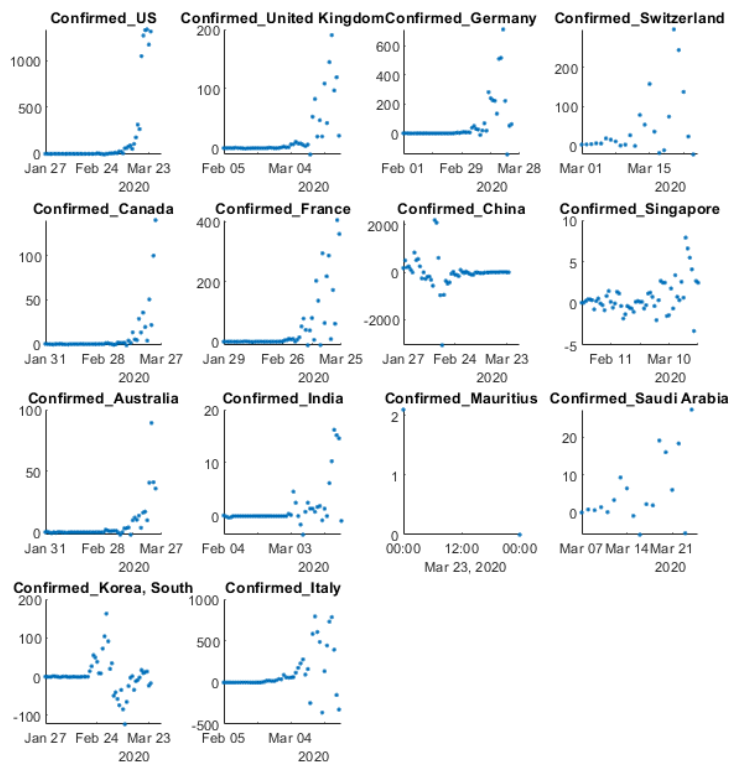 Confirmed_US
1000
500
0
Jan 27 Feb 24 Mar 23
2020
Confirmed_United Kingdom
200
100
0
Feb 05 Mar 04
2020
Confirmed_Germany
600
400
200
0
Feb 01 Feb 29 Mar 28
2020
Confirmed_Switzerland
200
100
0
Mar 01 Mar 15
2020
Confirmed_Canada
100
50
0
Jan 31 Feb 28 Mar 27
2020
Confirmed_France
400
200
0
Jan 29 Feb 26 Mar 25
2020
Confirmed_China
2000
0
-2000
Jan 27 Feb 24 Mar 23
2020
Confirmed_Singapore
10
5
0
-5
Feb 11 Mar 10
2020
Confirmed_Australia
100
50
0
Jan 31 Feb 28 Mar 27
2020
Confirmed_India
20
10
0
Feb 04 Mar 03
2020
Confirmed_Mauritius
2
1
0
00:00 12:00 00:00
Mar 23, 2020
Confirmed_Saudi Arabia
20
10
0
Mar 07 Mar 14 Mar 21
2020
Confirmed_Korea, South
200
100
0
-100
Jan 27 Feb 24 Mar 23
2020
Confirmed_Italy
1000
500
0
-500
Feb 05 Mar 04
2020